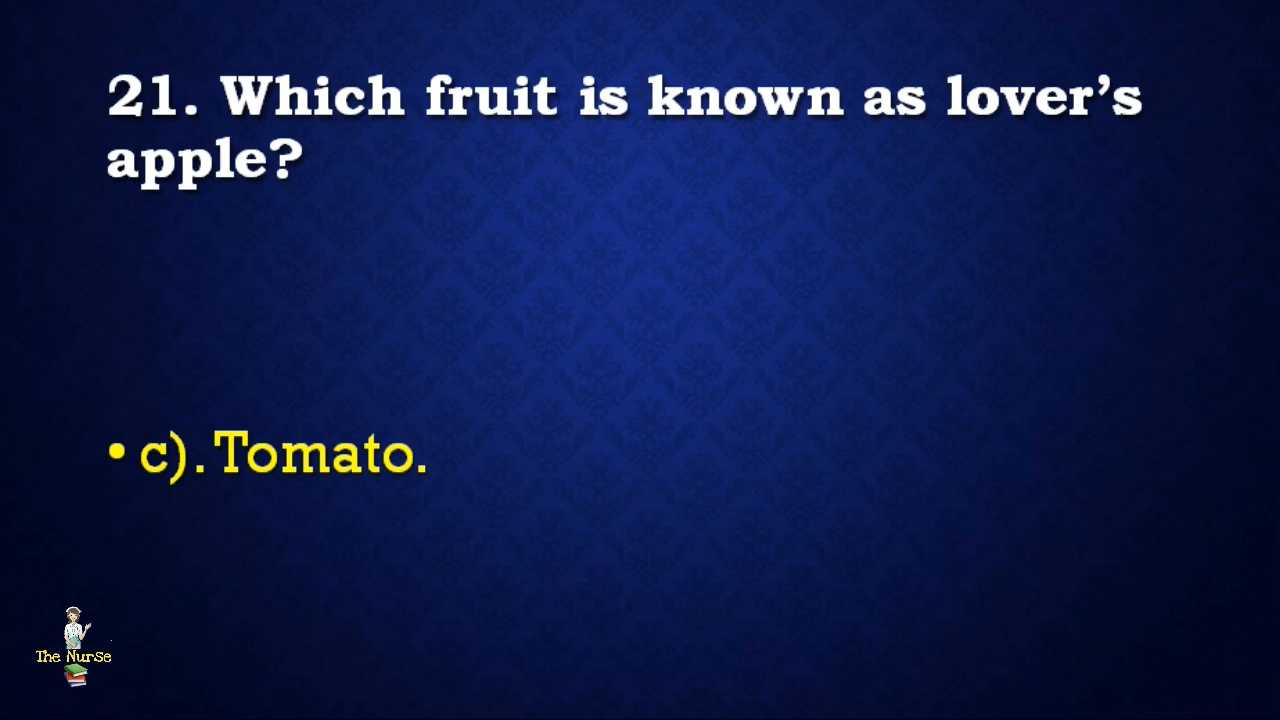 21. Which fruit is known as lover’s
apple?
• c). Tomato.
The Nurse